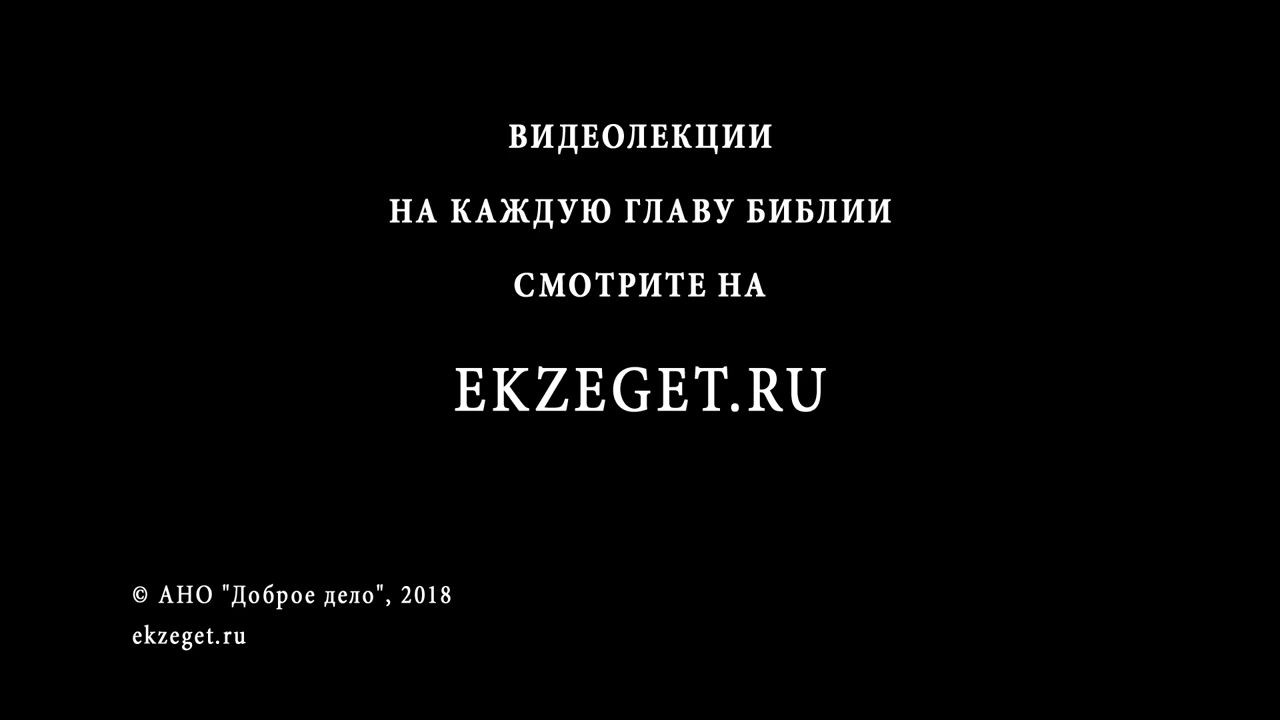 ВИДЕОЛЕКЦИИ
НА КАЖДУЮ ГЛАВУ БИБЛИИ
СМОТРИТЕ НА
EKZEGET.RU
© АНО "Доброе дело", 2018
ekzeget.ru